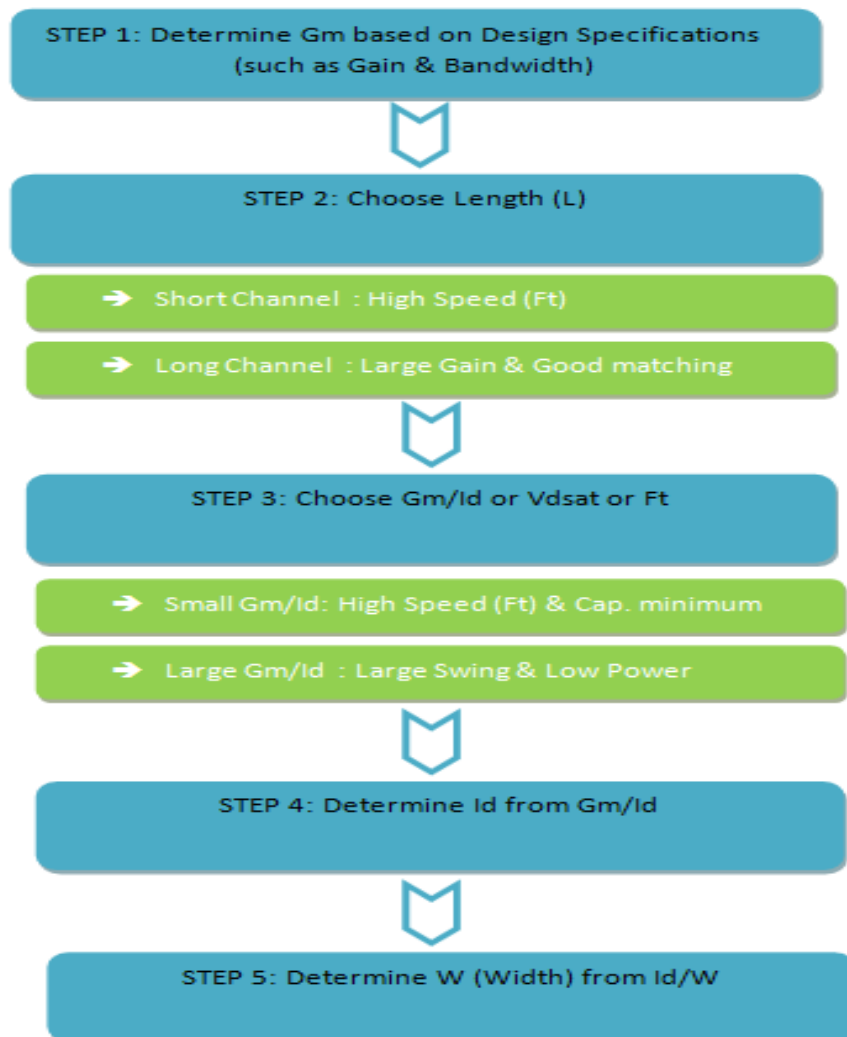 STEP 1: Determine Gm based on Design Specifications
(such as Gain & Bandwidth)
STEP 2: Choose Length (L)
➔ Short Channel : High Speed (Ft)
➔ Long Channel : Large Gain & Good matching
STEP 3: Choose Gm/Id or Vdsat or Ft
➔ Small Gm/Id: High Speed (Ft) & Cap. minimum
➔ Large Gm/Id : Large Swing & Low Power
STEP 4: Determine Id from Gm/Id
STEP 5: Determine W (Width) from Id/W